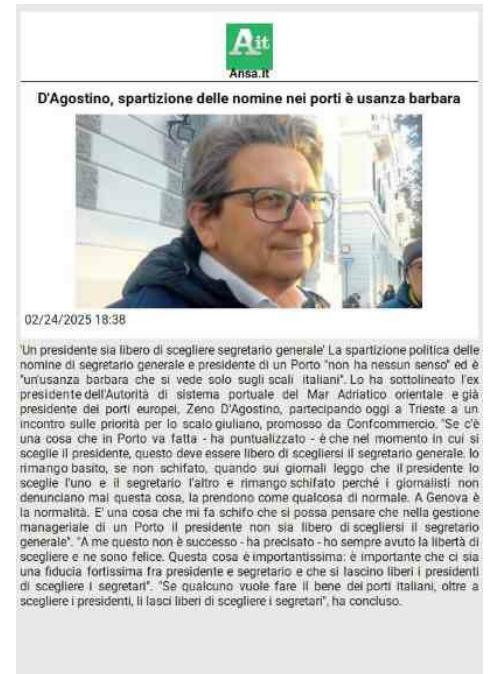 Ait
Ansa.it
D'Agostino, spartizione delle nomine nei porti è usanza barbara
02/24/2025 18:38
'Un presidente sia libero di scegliere segretario generale' La spartizione politica delle
nomine di segretario generale e presidente di un Porto "non ha nessun senso" ed è
"un'usanza barbara che si vede solo sugli scali italiani". Lo ha sottolineato l'ex
presidente dell'Autorità di sistema portuale del Mar Adriatico orientale e già
presidente dei porti europei, Zeno D'Agostino, partecipando oggi a Trieste a un
incontro sulle priorità per lo scalo giuliano, promosso da Confcommercio. "Se c'è
una cosa che in Porto va fatta - ha puntualizzato - è che nel momento in cui si
sceglie il presidente, questo deve essere libero di scegliersi il segretario generale. Io
rimango basito, se non schifato, quando sui giornali leggo che il presidente lo
sceglie l'uno e il segretario l'altro e rimango schifato perché i giornalisti non
denunciano mai questa cosa, la prendono come qualcosa di normale. A Genova è
la normalità. E' una cosa che mi fa schifo che si possa pensare che nella gestione
manageriale di un Porto il presidente non sia libero di scegliersi il segretario
generale". "A me questo non è successo - ha precisato - ho sempre avuto la libertà di
scegliere e ne sono felice. Questa cosa è importantissima: è importante che ci sia
una fiducia fortissima fra presidente e segretario e che si lascino liberi i presidenti
di scegliere i segretari". "Se qualcuno vuole fare il bene dei porti italiani, oltre a
scegliere i presidenti, li lasci liberi di scegliere i segretari", ha concluso.